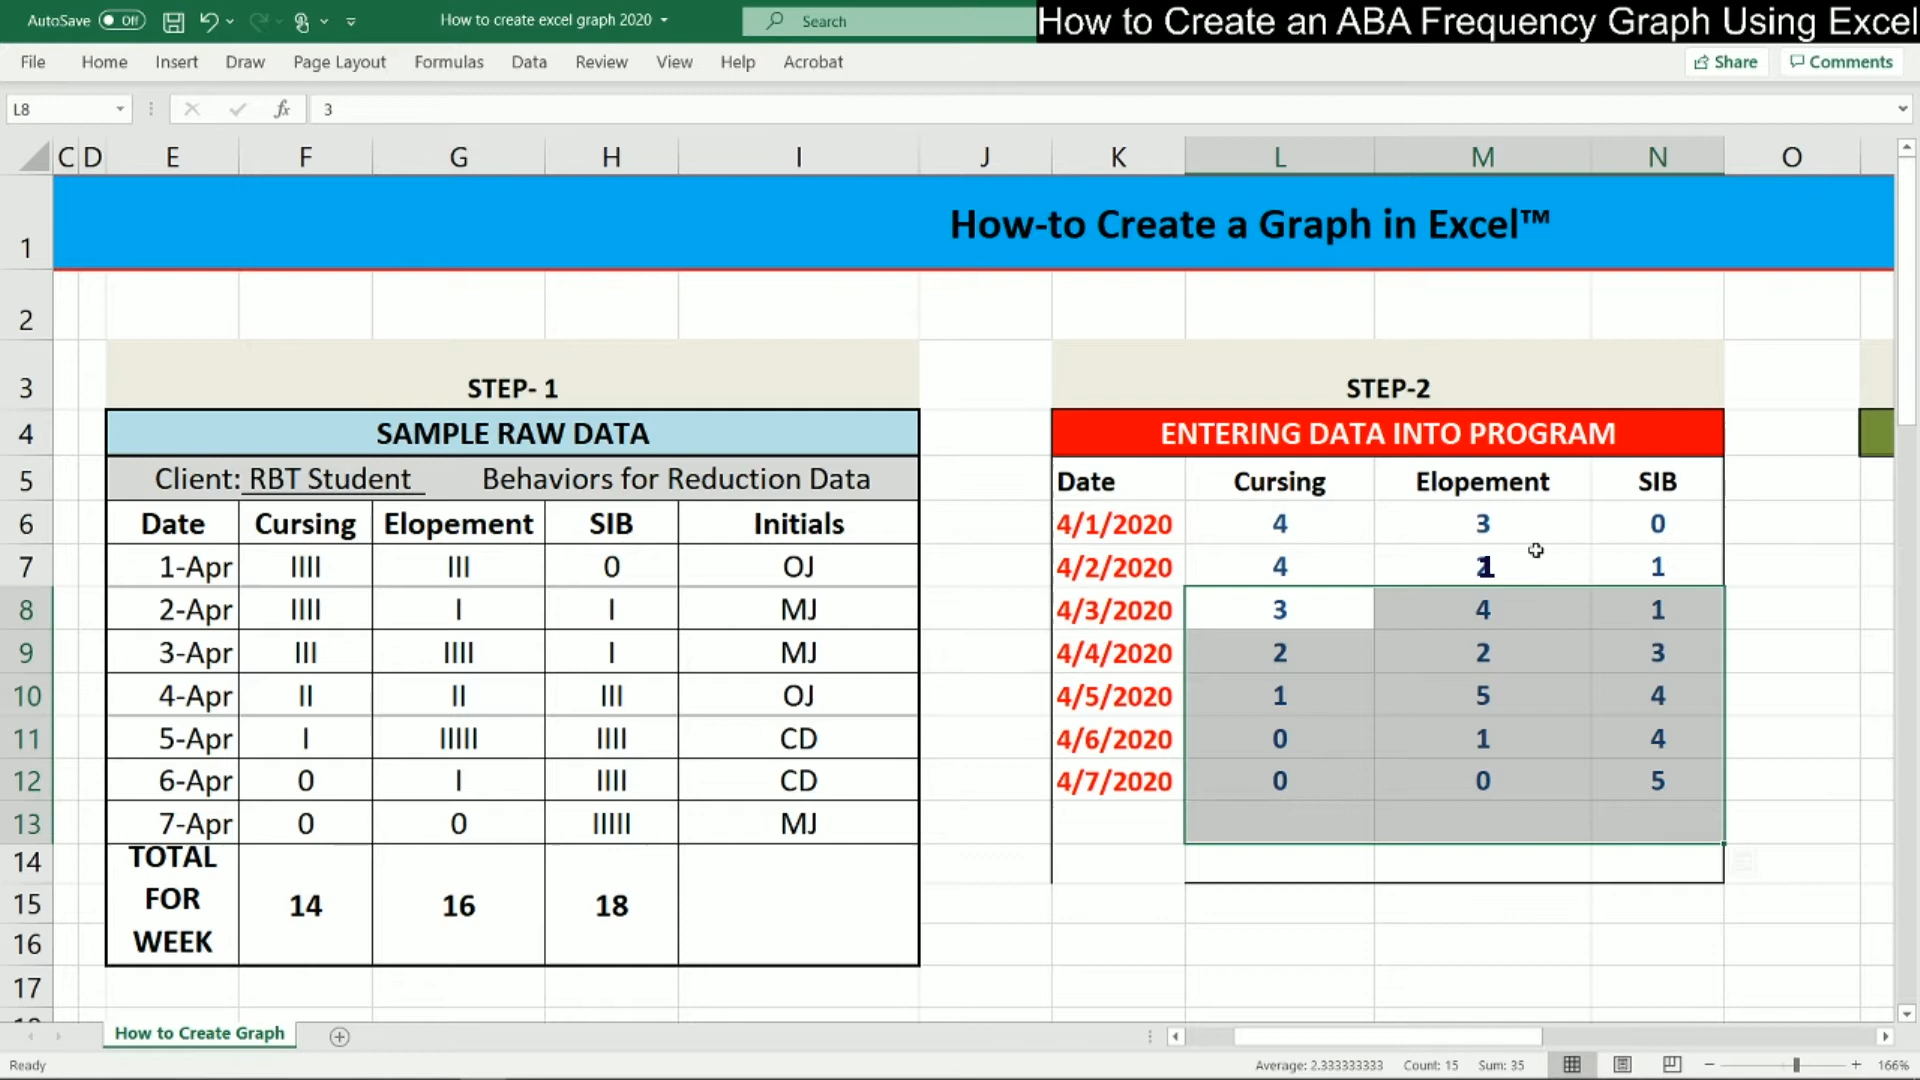 AutoSave Off How to create excel graph 2020 Search How to Create an ABA Frequency Graph Using Excel
File Home Insert Draw Page Layout Formulas Data Review View Help Acrobat Share Comments
L8 fx 3
C D E F G H I J K L M N O
1 How-to Create a Graph in Excel™
2
3 STEP- 1 STEP-2
4 SAMPLE RAW DATA ENTERING DATA INTO PROGRAM
5 Client: RBT Student Behaviors for Reduction Data Date Cursing Elopement SIB
6 Date Cursing Elopement SIB Initials 4/1/2020 4 3 0
7 1-Apr IIII III 0 OJ 4/2/2020 4 1 1
8 2-Apr IIII I I MJ 4/3/2020 3 4 1
9 3-Apr III IIII I MJ 4/4/2020 2 2 3
10 4-Apr II II III OJ 4/5/2020 1 5 4
11 5-Apr I IIIII IIII CD 4/6/2020 0 1 4
12 6-Apr 0 I IIII CD 4/7/2020 0 0 5
13 7-Apr 0 0 IIIII MJ
14 TOTAL
15 FOR 14 16 18
16 WEEK
17
How to Create Graph
Ready Average: 2.333333333 Count: 15 Sum: 35 166%